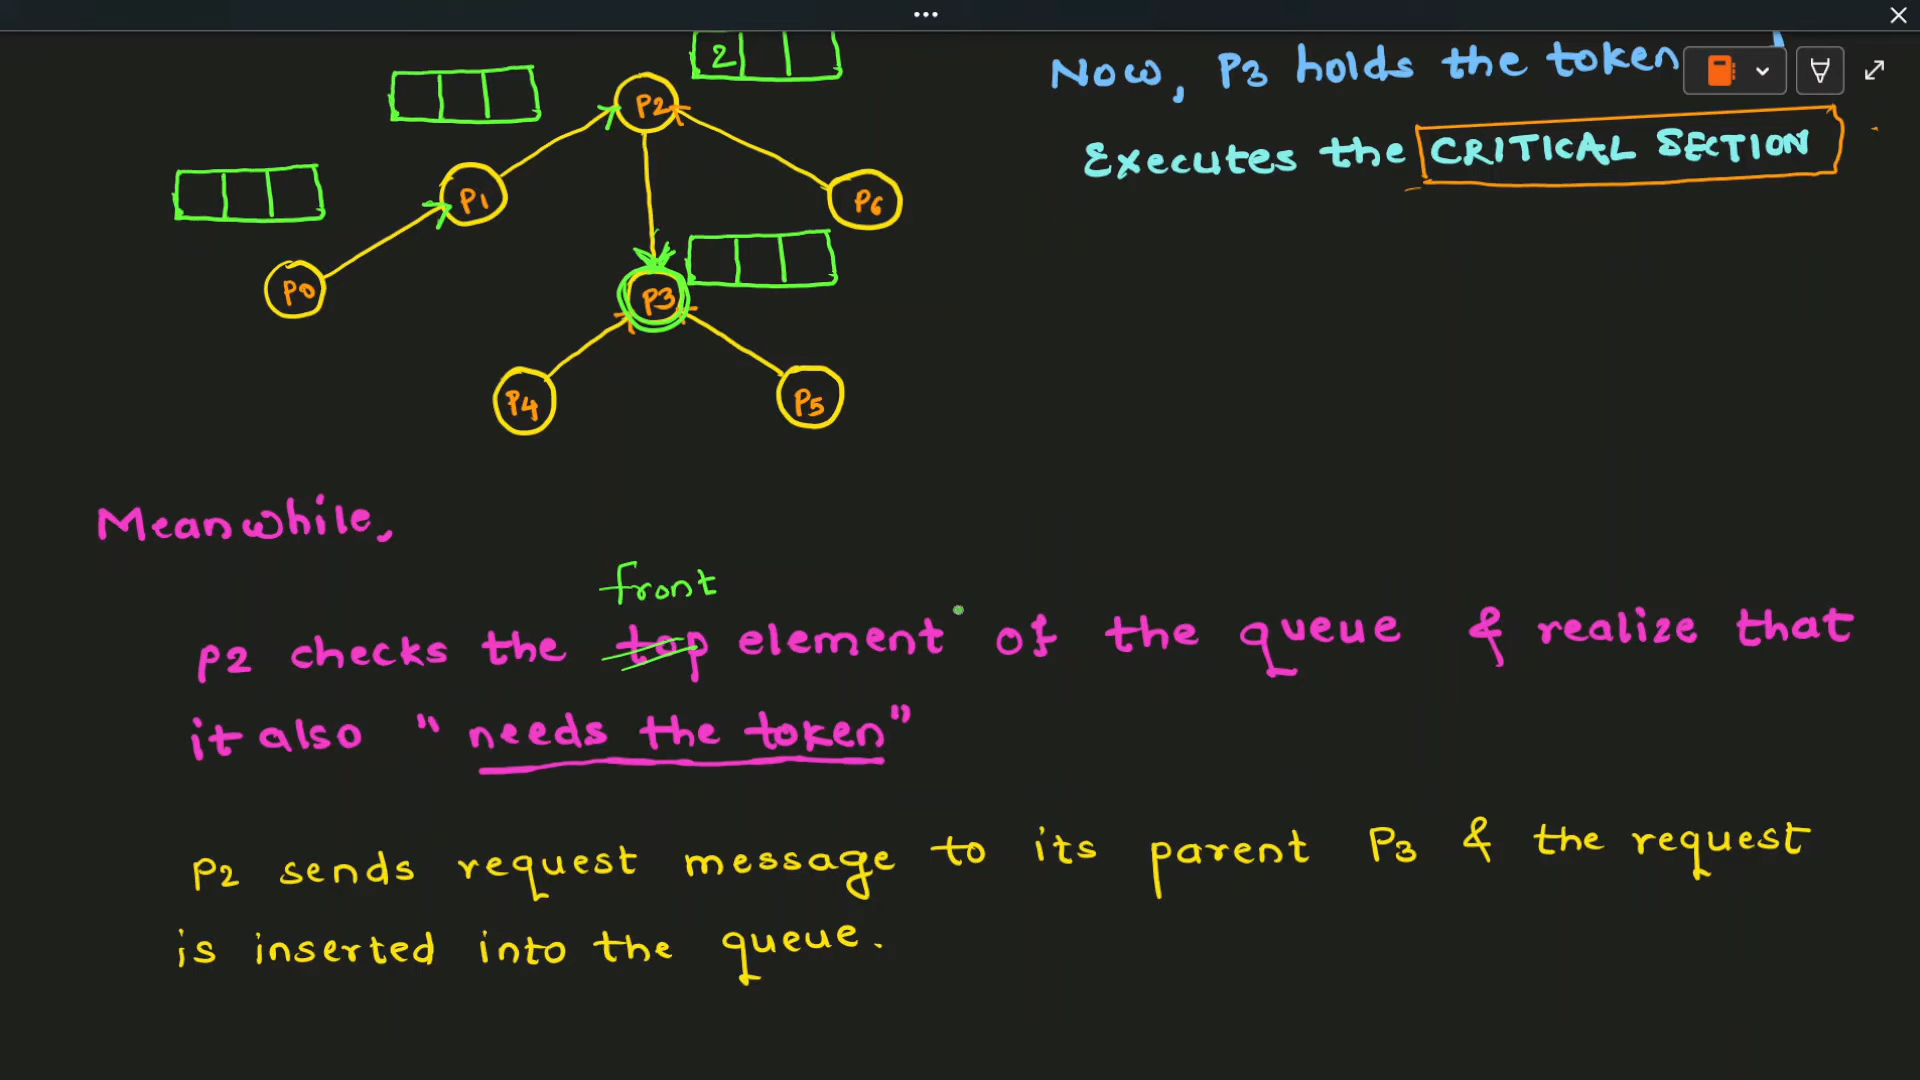 2
P2
Now, P3 holds the token
P1
P6
Executes the CRITICAL SECTION
P0
P3
P4
P5
Meanwhile,
front
P2 checks the top element of the queue & realize that
it also "needs the token"
P2 sends request message to its parent P3 & the request
is inserted into the queue.